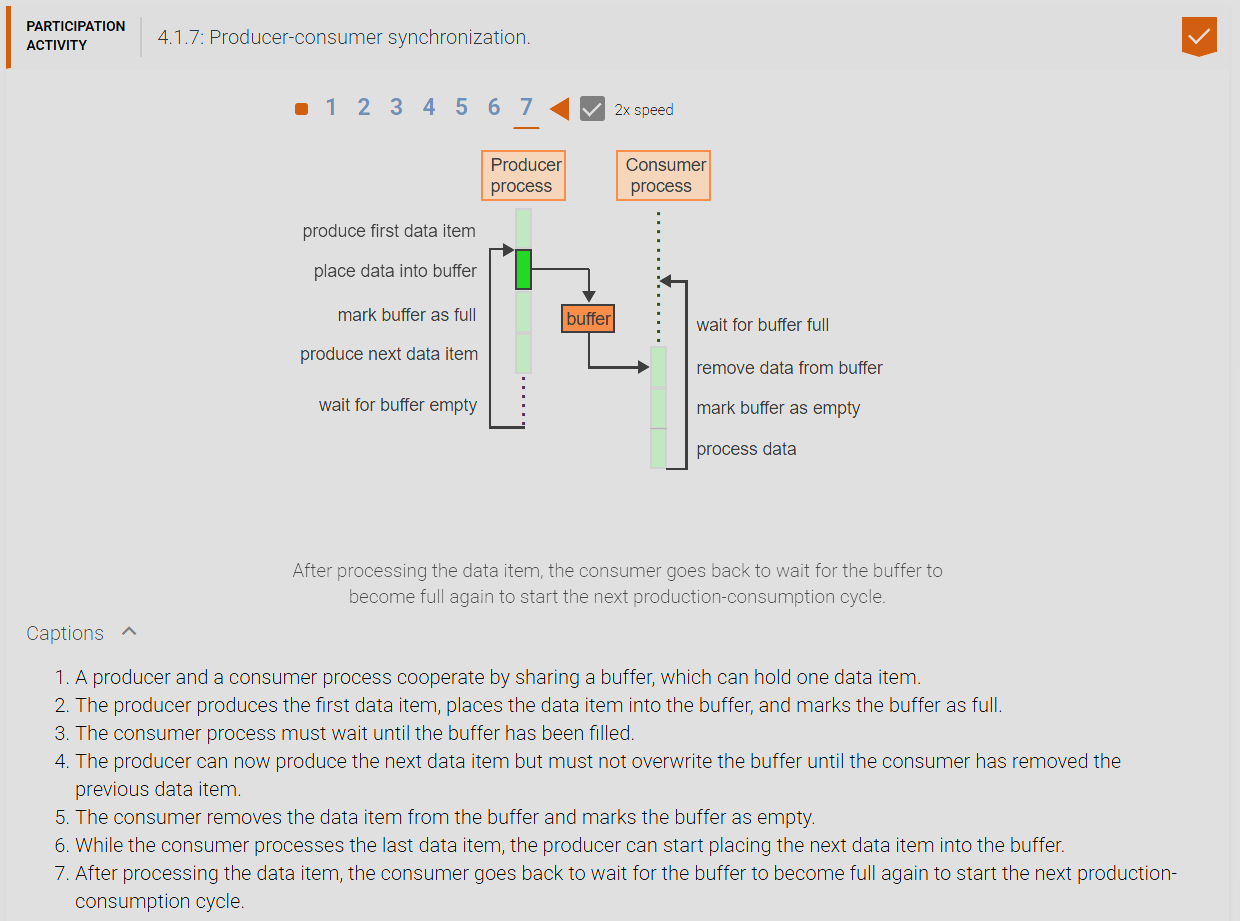 PARTICIPATION
ACTIVITY
4.1.7: Producer-consumer synchronization.
1 2 3 4 5 6 7
2x speed
Producer
process
Consumer
process
produce first data item
place data into buffer
mark buffer as full
produce next data item
wait for buffer empty
buffer
wait for buffer full
remove data from buffer
mark buffer as empty
process data
After processing the data item, the consumer goes back to wait for the buffer to
become full again to start the next production-consumption cycle.
Captions
1. A producer and a consumer process cooperate by sharing a buffer, which can hold one data item.
2. The producer produces the first data item, places the data item into the buffer, and marks the buffer as full.
3. The consumer process must wait until the buffer has been filled.
4. The producer can now produce the next data item but must not overwrite the buffer until the consumer has removed the
previous data item.
5. The consumer removes the data item from the buffer and marks the buffer as empty.
6. While the consumer processes the last data item, the producer can start placing the next data item into the buffer.
7. After processing the data item, the consumer goes back to wait for the buffer to become full again to start the next production-
consumption cycle.